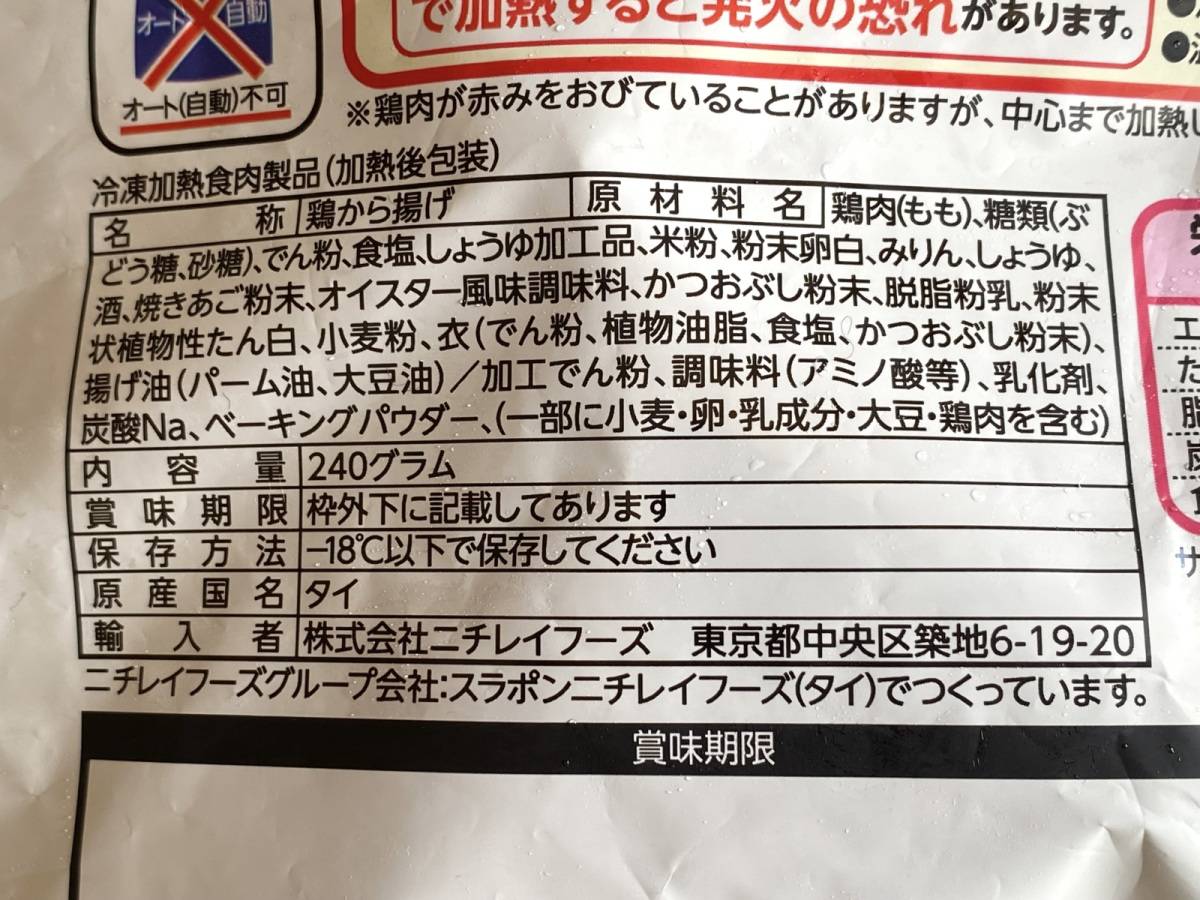 オート 自動
オート(自動)不可
で加熱すると発火の恐れがあります。
※鶏肉が赤みをおびていることがありますが、中心まで加熱し
冷凍加熱食肉製品(加熱後包装)
名称 鶏から揚げ 原材料名 鶏肉(もも)、糖類(ぶ
どう糖、砂糖)、でん粉、食塩、しょうゆ加工品、米粉、粉末卵白、みりん、しょうゆ、
酒、焼きあご粉末、オイスター風味調味料、かつおぶし粉末、脱脂粉乳、粉末
状植物性たん白、小麦粉、衣(でん粉、植物油脂、食塩、かつおぶし粉末)、
揚げ油(パーム油、大豆油)/加工でん粉、調味料(アミノ酸等)、乳化剤、
炭酸Na、ベーキングパウダー、(一部に小麦・卵・乳成分・大豆・鶏肉を含む)
内容量 240グラム
賞味期限 枠外下に記載してあります
保存方法 −18℃以下で保存してください
原産国名 タイ
輸入者 株式会社ニチレイフーズ 東京都中央区築地6-19-20
ニチレイフーズグループ会社:スラポンニチレイフーズ(タイ)でつくっています。
賞味期限
エ
た
脂
炭
食
サ